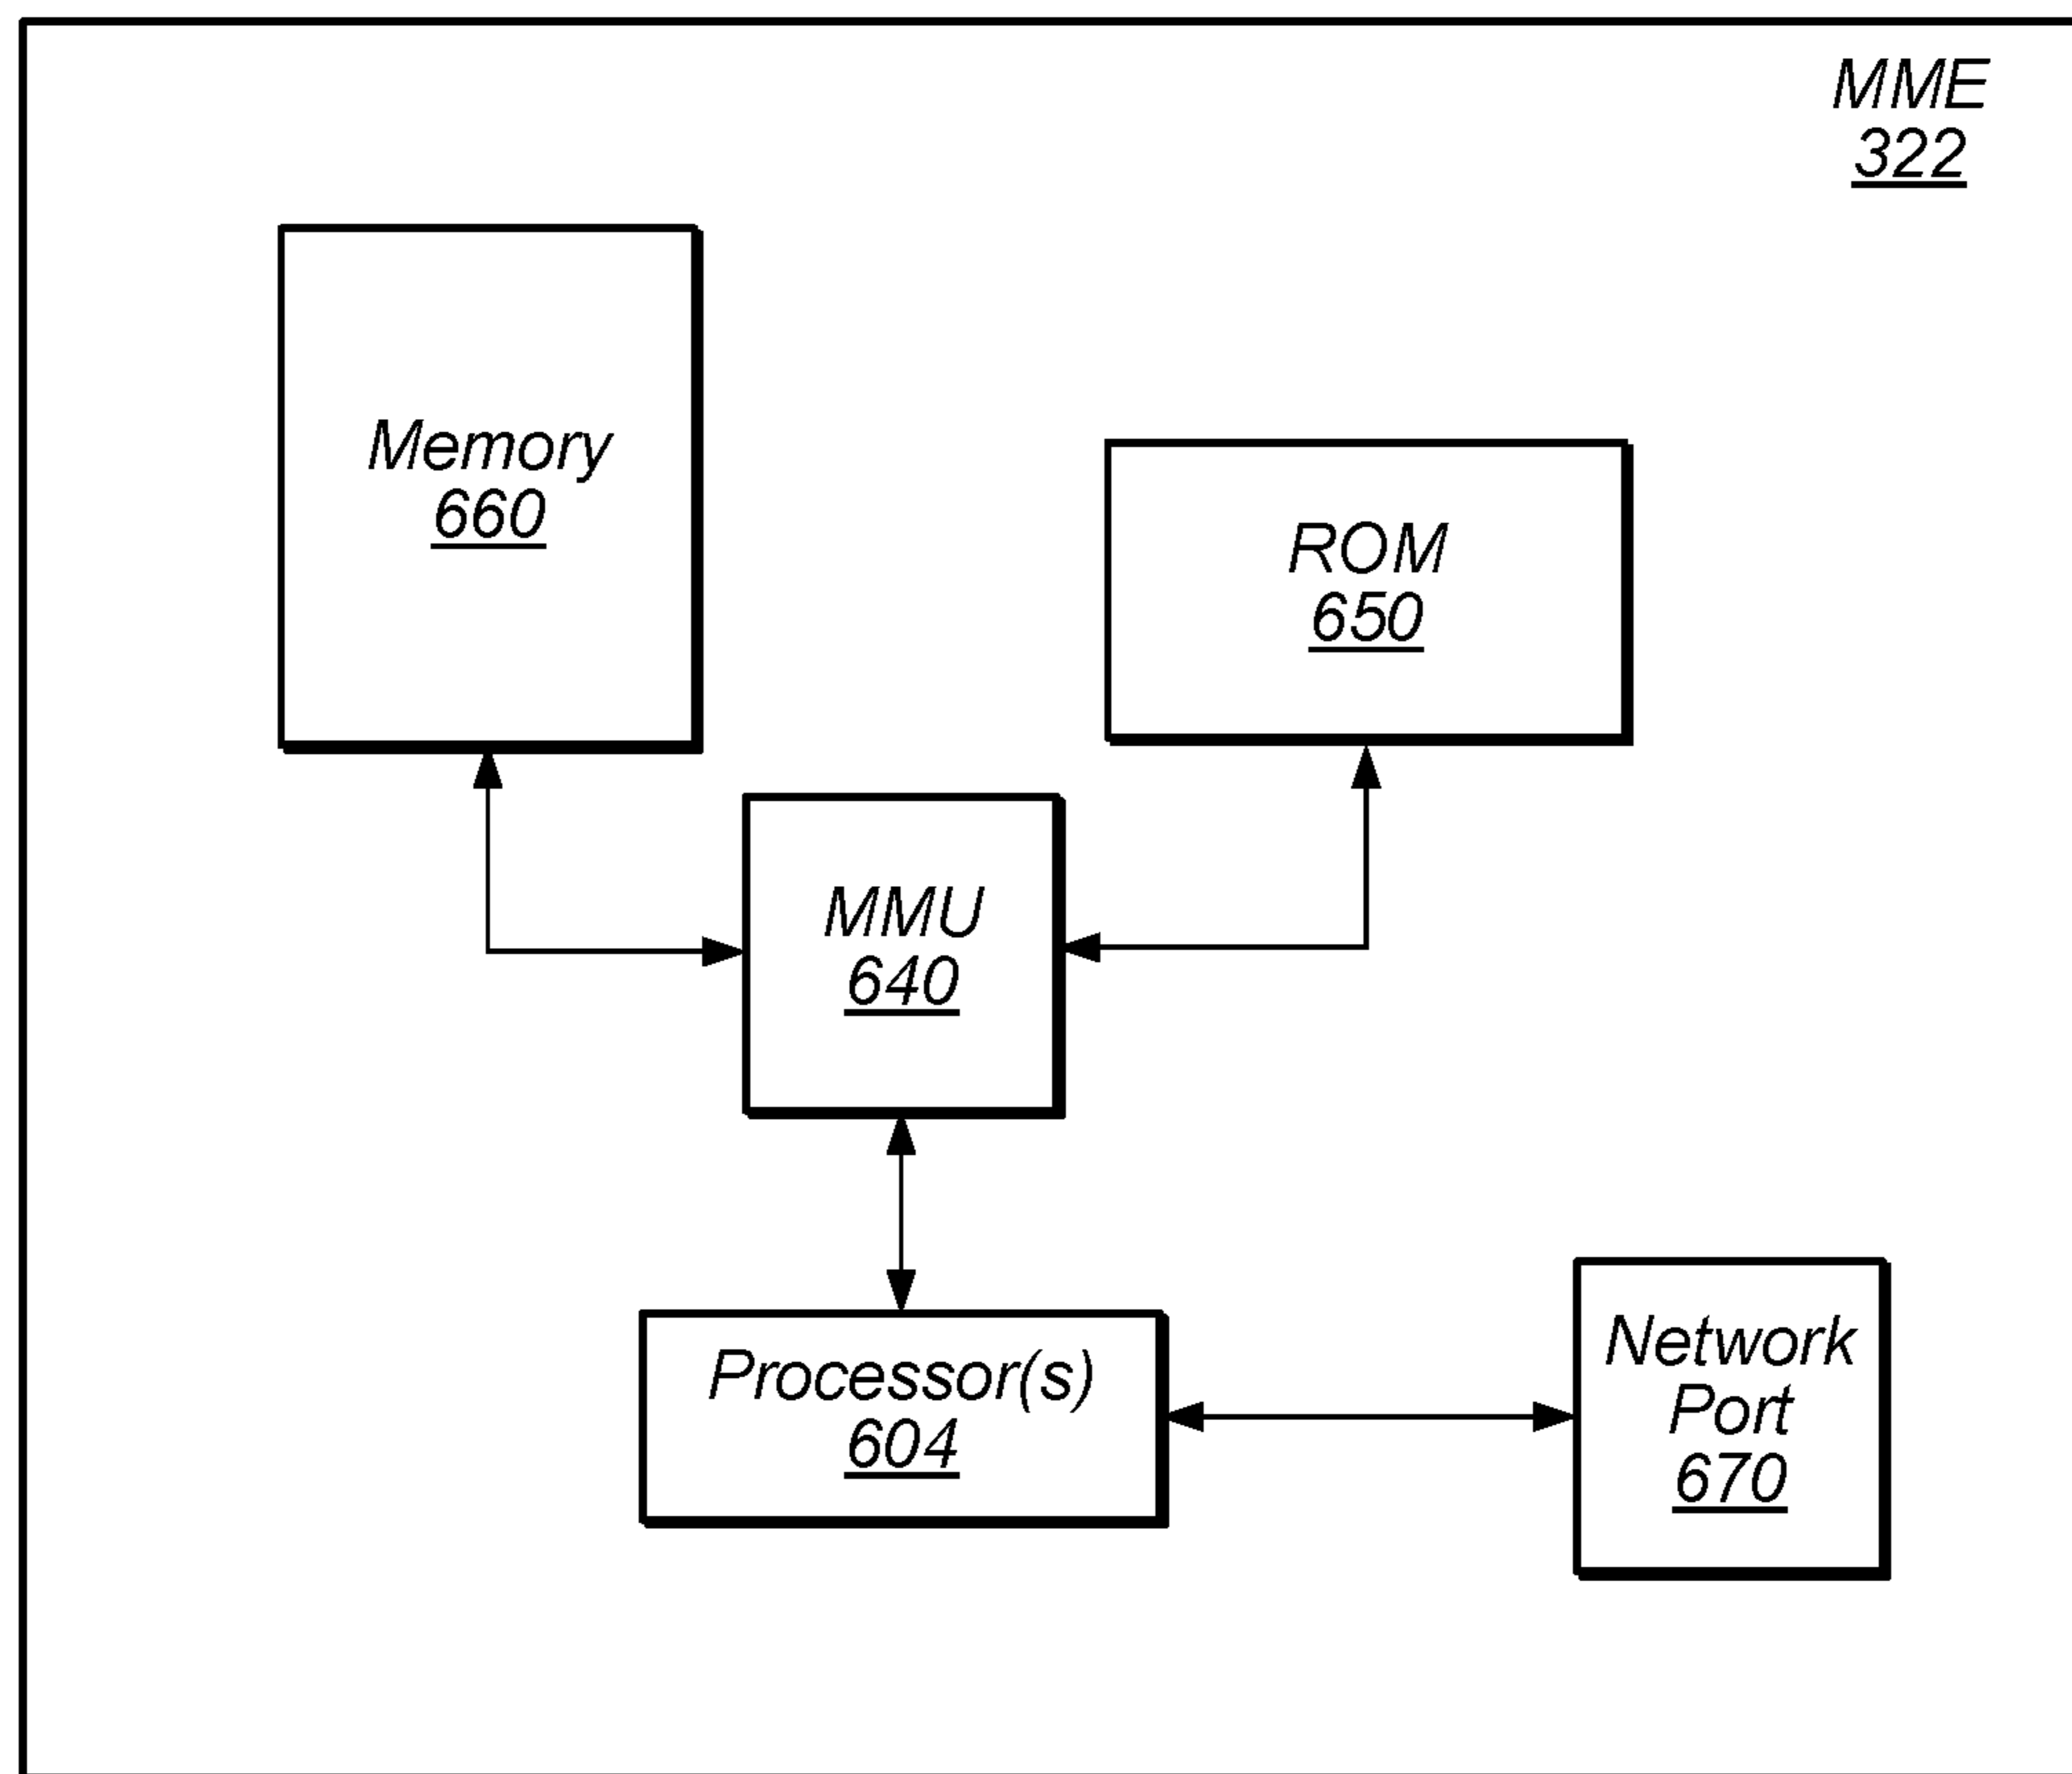 MME
322
Memory
660
ROM
650
MMU
640
Processor(s)
604
Network
Port
670